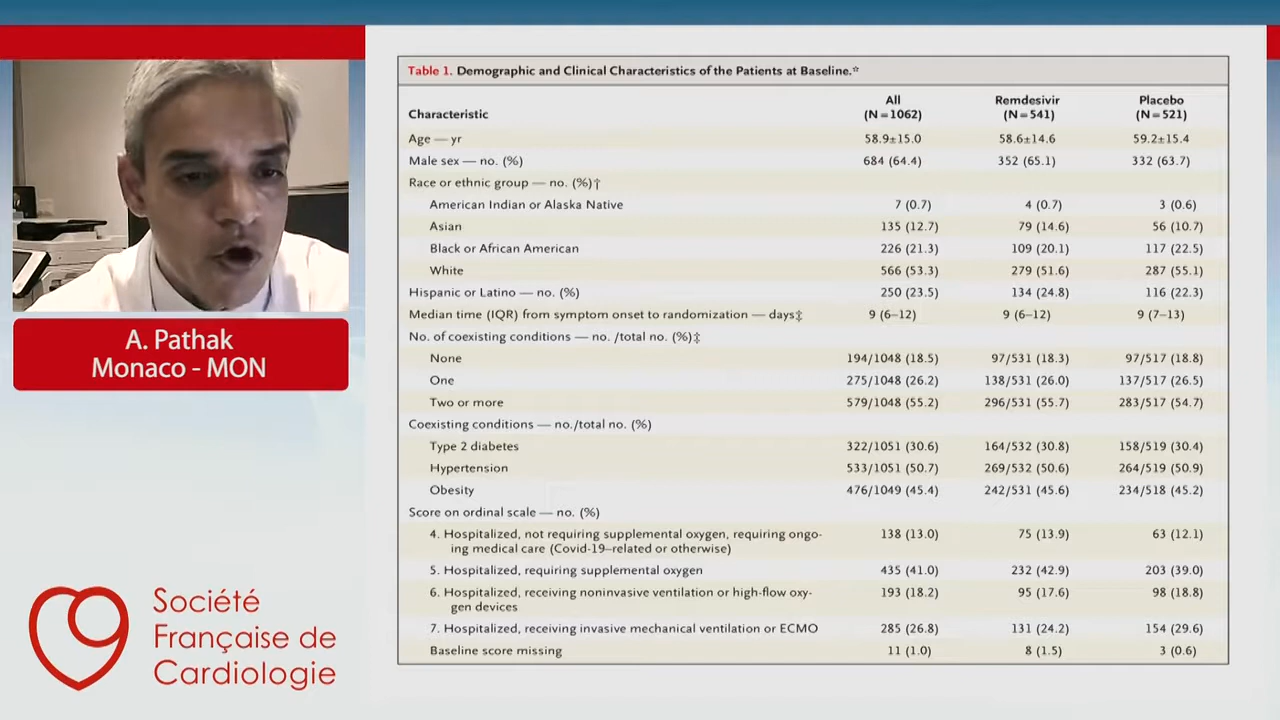 Table 1. Demographic and Clinical Characteristics of the Patients at Baseline.*
Characteristic All (N=1062) Remdesivir (N=541) Placebo (N=521)
Age — yr 58.9±15.0 58.6±14.6 59.2±15.4
Male sex — no. (%) 684 (64.4) 352 (65.1) 332 (63.7)
Race or ethnic group — no. (%)†
American Indian or Alaska Native 7 (0.7) 4 (0.7) 3 (0.6)
Asian 135 (12.7) 79 (14.6) 56 (10.7)
Black or African American 226 (21.3) 109 (20.1) 117 (22.5)
White 566 (53.3) 279 (51.6) 287 (55.1)
Hispanic or Latino — no. (%) 250 (23.5) 134 (24.8) 116 (22.3)
Median time (IQR) from symptom onset to randomization — days‡ 9 (6–12) 9 (6–12) 9 (7–13)
No. of coexisting conditions — no. /total no. (%)‡
None 194/1048 (18.5) 97/531 (18.3) 97/517 (18.8)
One 275/1048 (26.2) 138/531 (26.0) 137/517 (26.5)
Two or more 579/1048 (55.2) 296/531 (55.7) 283/517 (54.7)
Coexisting conditions — no./total no. (%)
Type 2 diabetes 322/1051 (30.6) 164/532 (30.8) 158/519 (30.4)
Hypertension 533/1051 (50.7) 269/532 (50.6) 264/519 (50.9)
Obesity 476/1049 (45.4) 242/531 (45.6) 234/518 (45.2)
Score on ordinal scale — no. (%)
4. Hospitalized, not requiring supplemental oxygen, requiring ongo- 138 (13.0) 75 (13.9) 63 (12.1)
ing medical care (Covid-19–related or otherwise)
5. Hospitalized, requiring supplemental oxygen 435 (41.0) 232 (42.9) 203 (39.0)
6. Hospitalized, receiving noninvasive ventilation or high-flow oxy- 193 (18.2) 95 (17.6) 98 (18.8)
gen devices
7. Hospitalized, receiving invasive mechanical ventilation or ECMO 285 (26.8) 131 (24.2) 154 (29.6)
Baseline score missing 11 (1.0) 8 (1.5) 3 (0.6)
A. Pathak
Monaco - MON
Société
Française de
Cardiologie